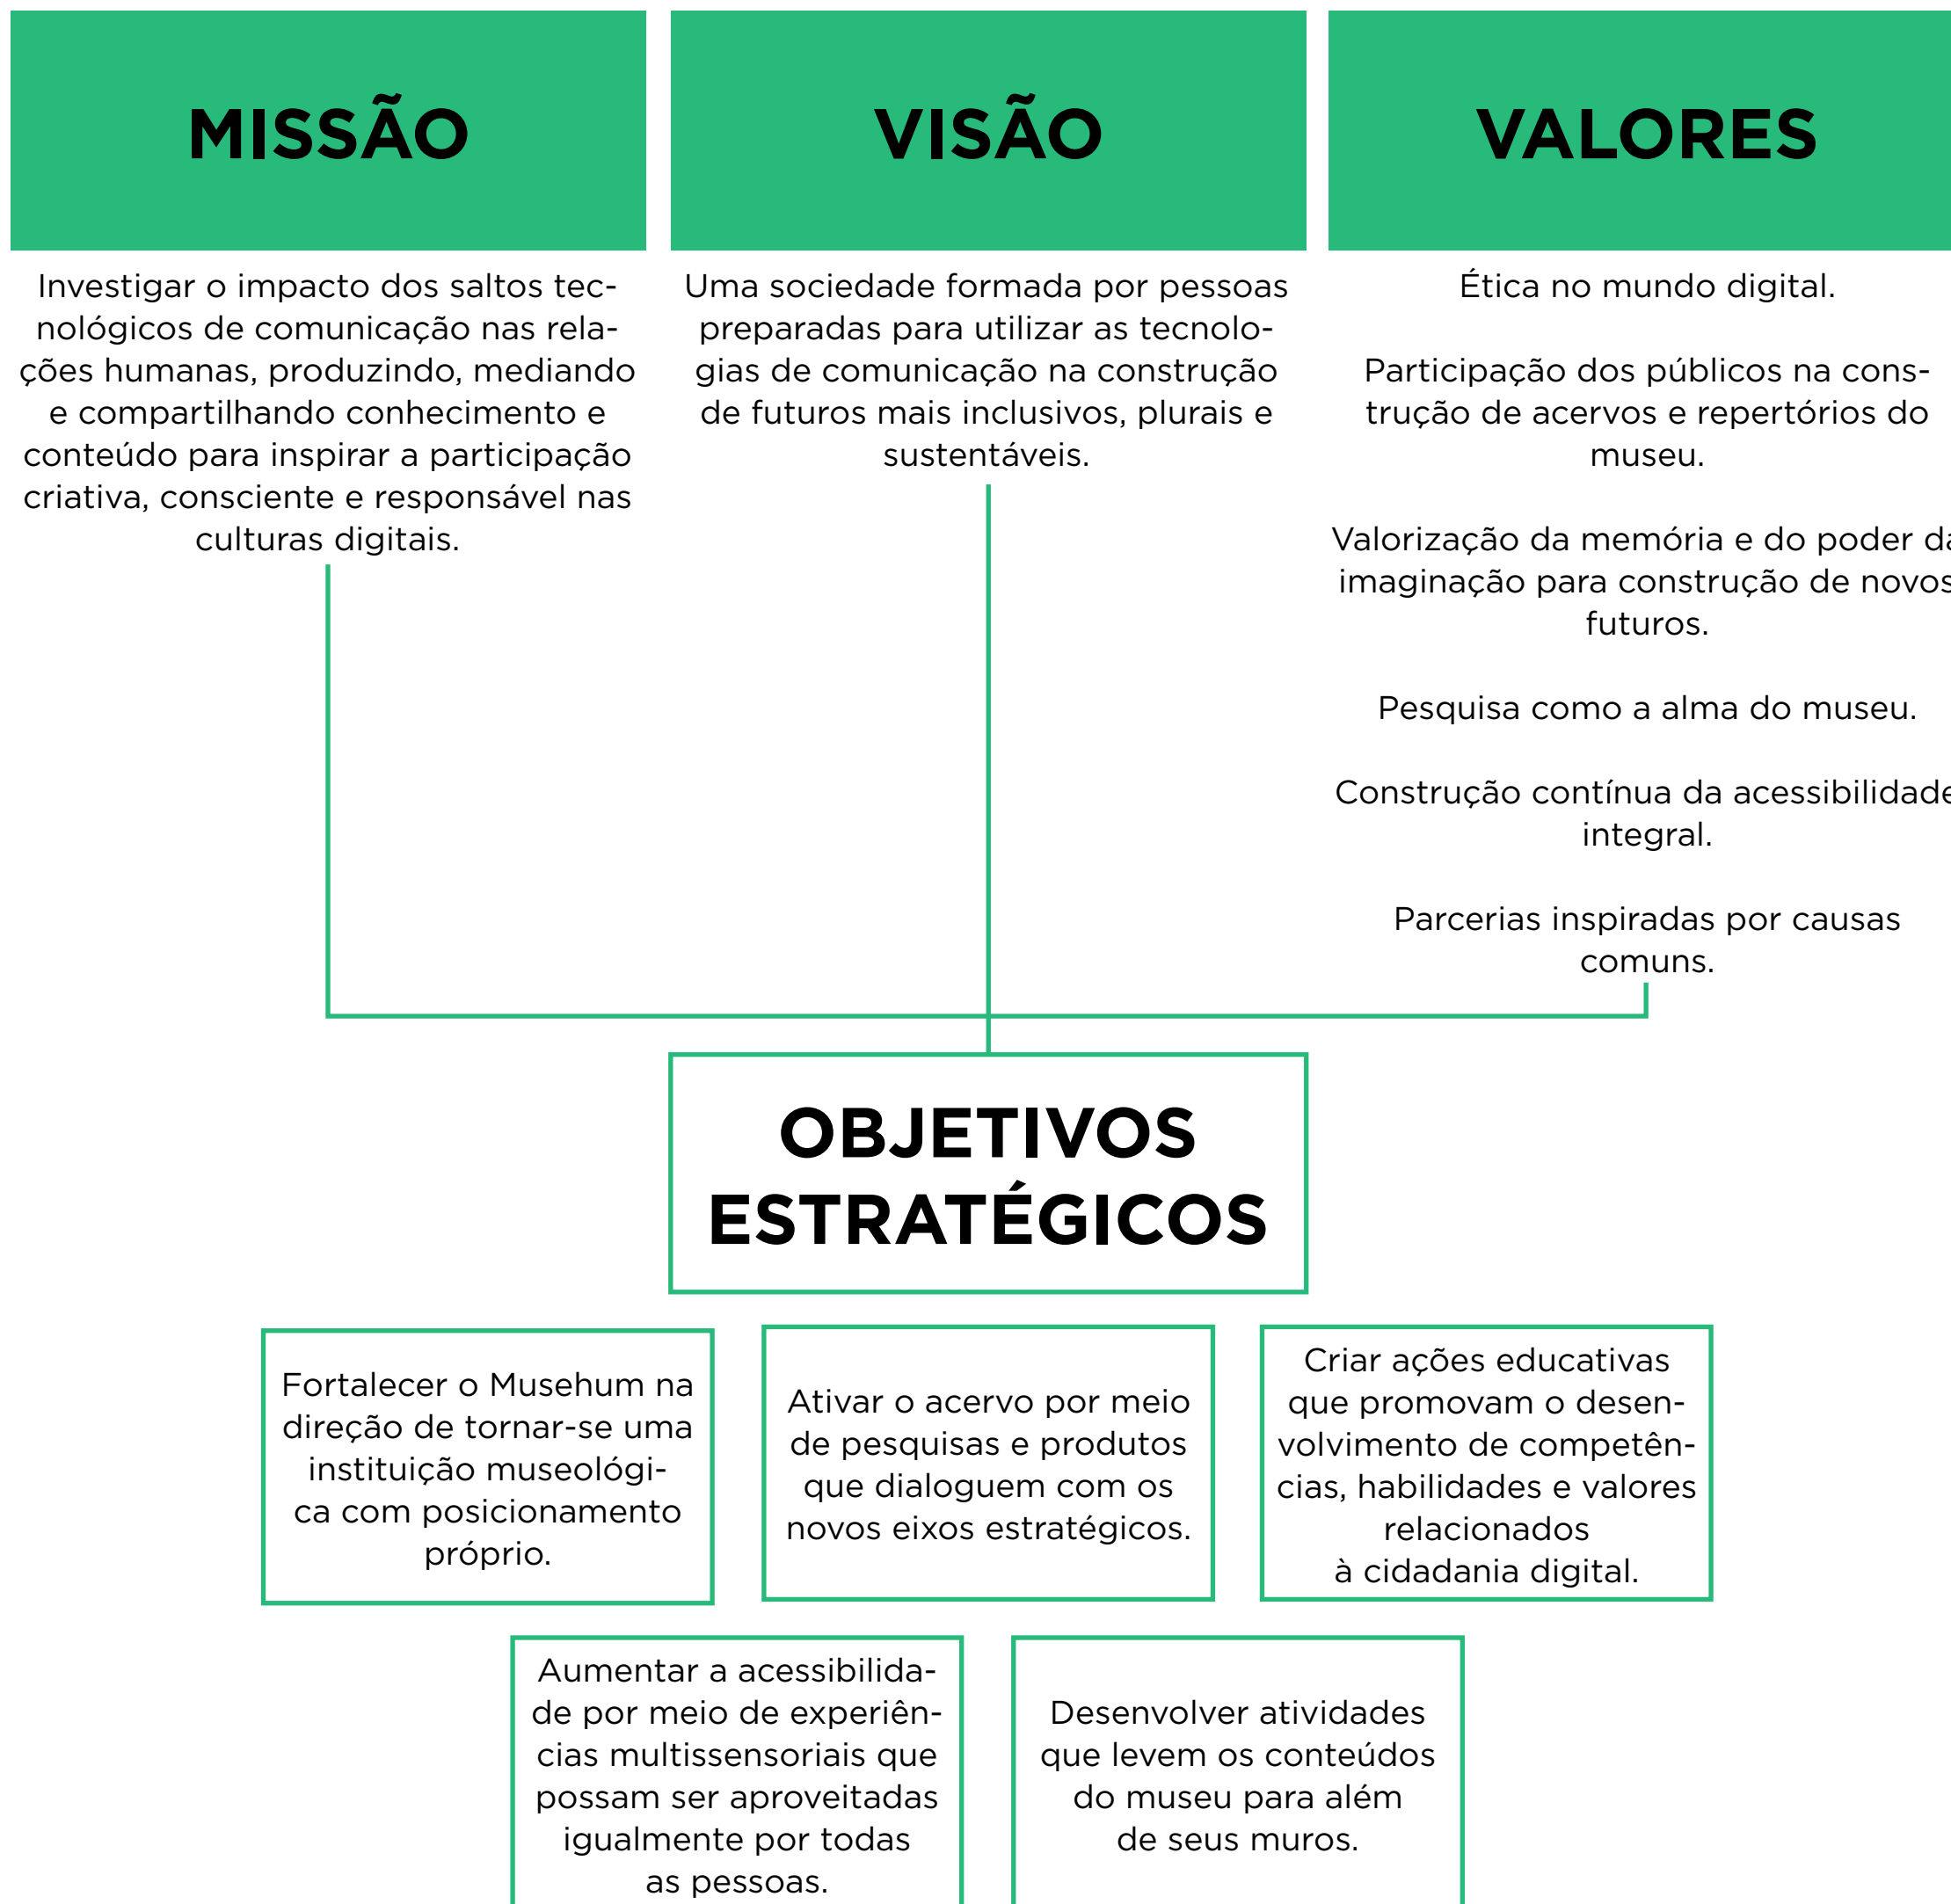 MISSÃO
Investigar o impacto dos saltos tec-
nológicos de comunicação nas rela-
ções humanas, produzindo, mediando
e compartilhando conhecimento e
conteúdo para inspirar a participação
criativa, consciente e responsável nas
culturas digitais.
VISÃO
Uma sociedade formada por pessoas
preparadas para utilizar as tecnolo-
gias de comunicação na construção
de futuros mais inclusivos, plurais e
sustentáveis.
VALORES
Ética no mundo digital.
Participação dos públicos na cons-
trução de acervos e repertórios do
museu.
Valorização da memória e do poder da
imaginação para construção de novos
futuros.
Pesquisa como a alma do museu.
Construção contínua da acessibilidade
integral.
Parcerias inspiradas por causas
comuns.
OBJETIVOS
ESTRATÉGICOS
Fortalecer o Musehum na
direção de tornar-se uma
instituição museológi-
ca com posicionamento
próprio.
Ativar o acervo por meio
de pesquisas e produtos
que dialoguem com os
novos eixos estratégicos.
Criar ações educativas
que promovam o desen-
volvimento de competên-
cias, habilidades e valores
relacionados
à cidadania digital.
Aumentar a acessibilida-
de por meio de experiên-
cias multissensoriais que
possam ser aproveitadas
igualmente por todas
as pessoas.
Desenvolver atividades
que levem os conteúdos
do museu para além
de seus muros.